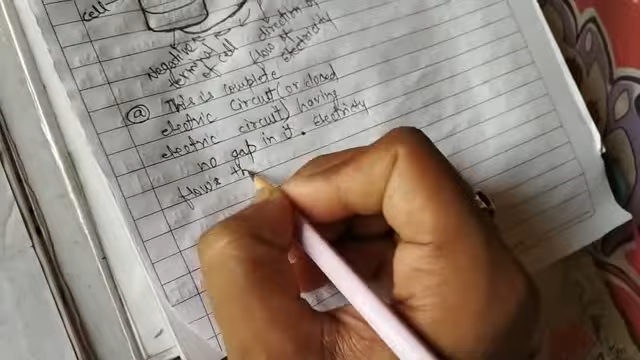 Cell
Negative
terminal
of cell
direction of
flow of
electricity
(a) This is complete
electric circuit (or closed
electric circuit) having
no gap in it. Electricity
flows th